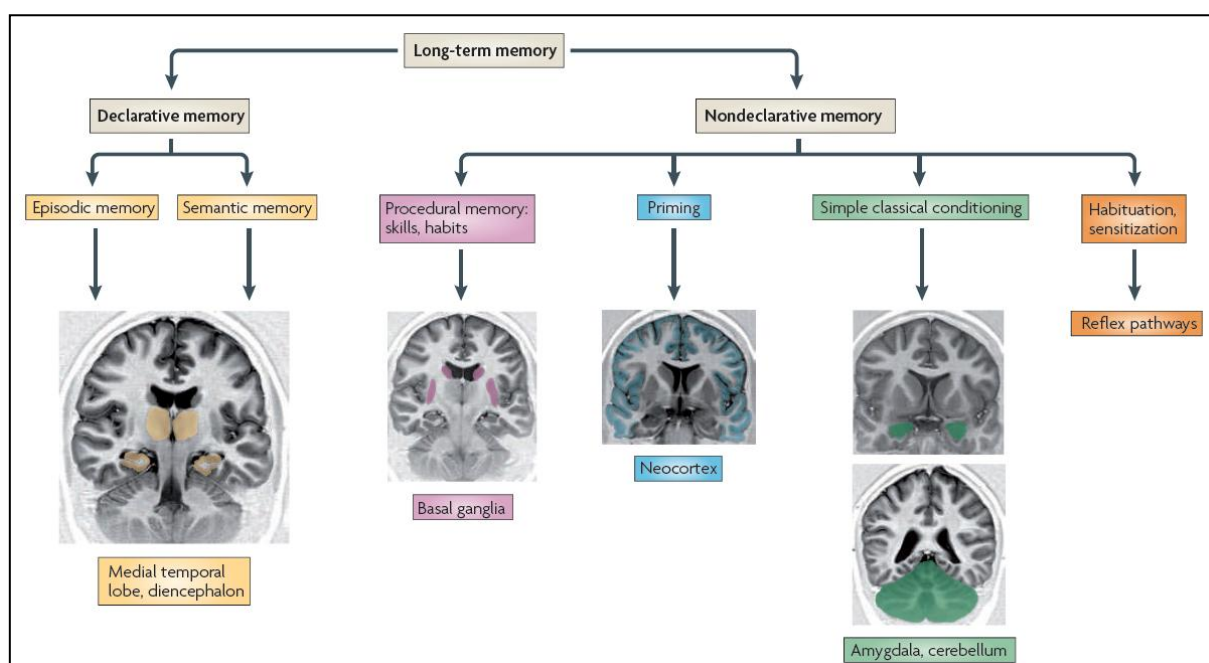 Long-term memory
Declarative memory
Nondeclarative memory
Episodic memory
Semantic memory
Procedural memory:
skills, habits
Priming
Simple classical conditioning
Habituation,
sensitization
Reflex pathways
Neocortex
Basal ganglia
Medial temporal
lobe, diencephalon
Amygdala, cerebellum